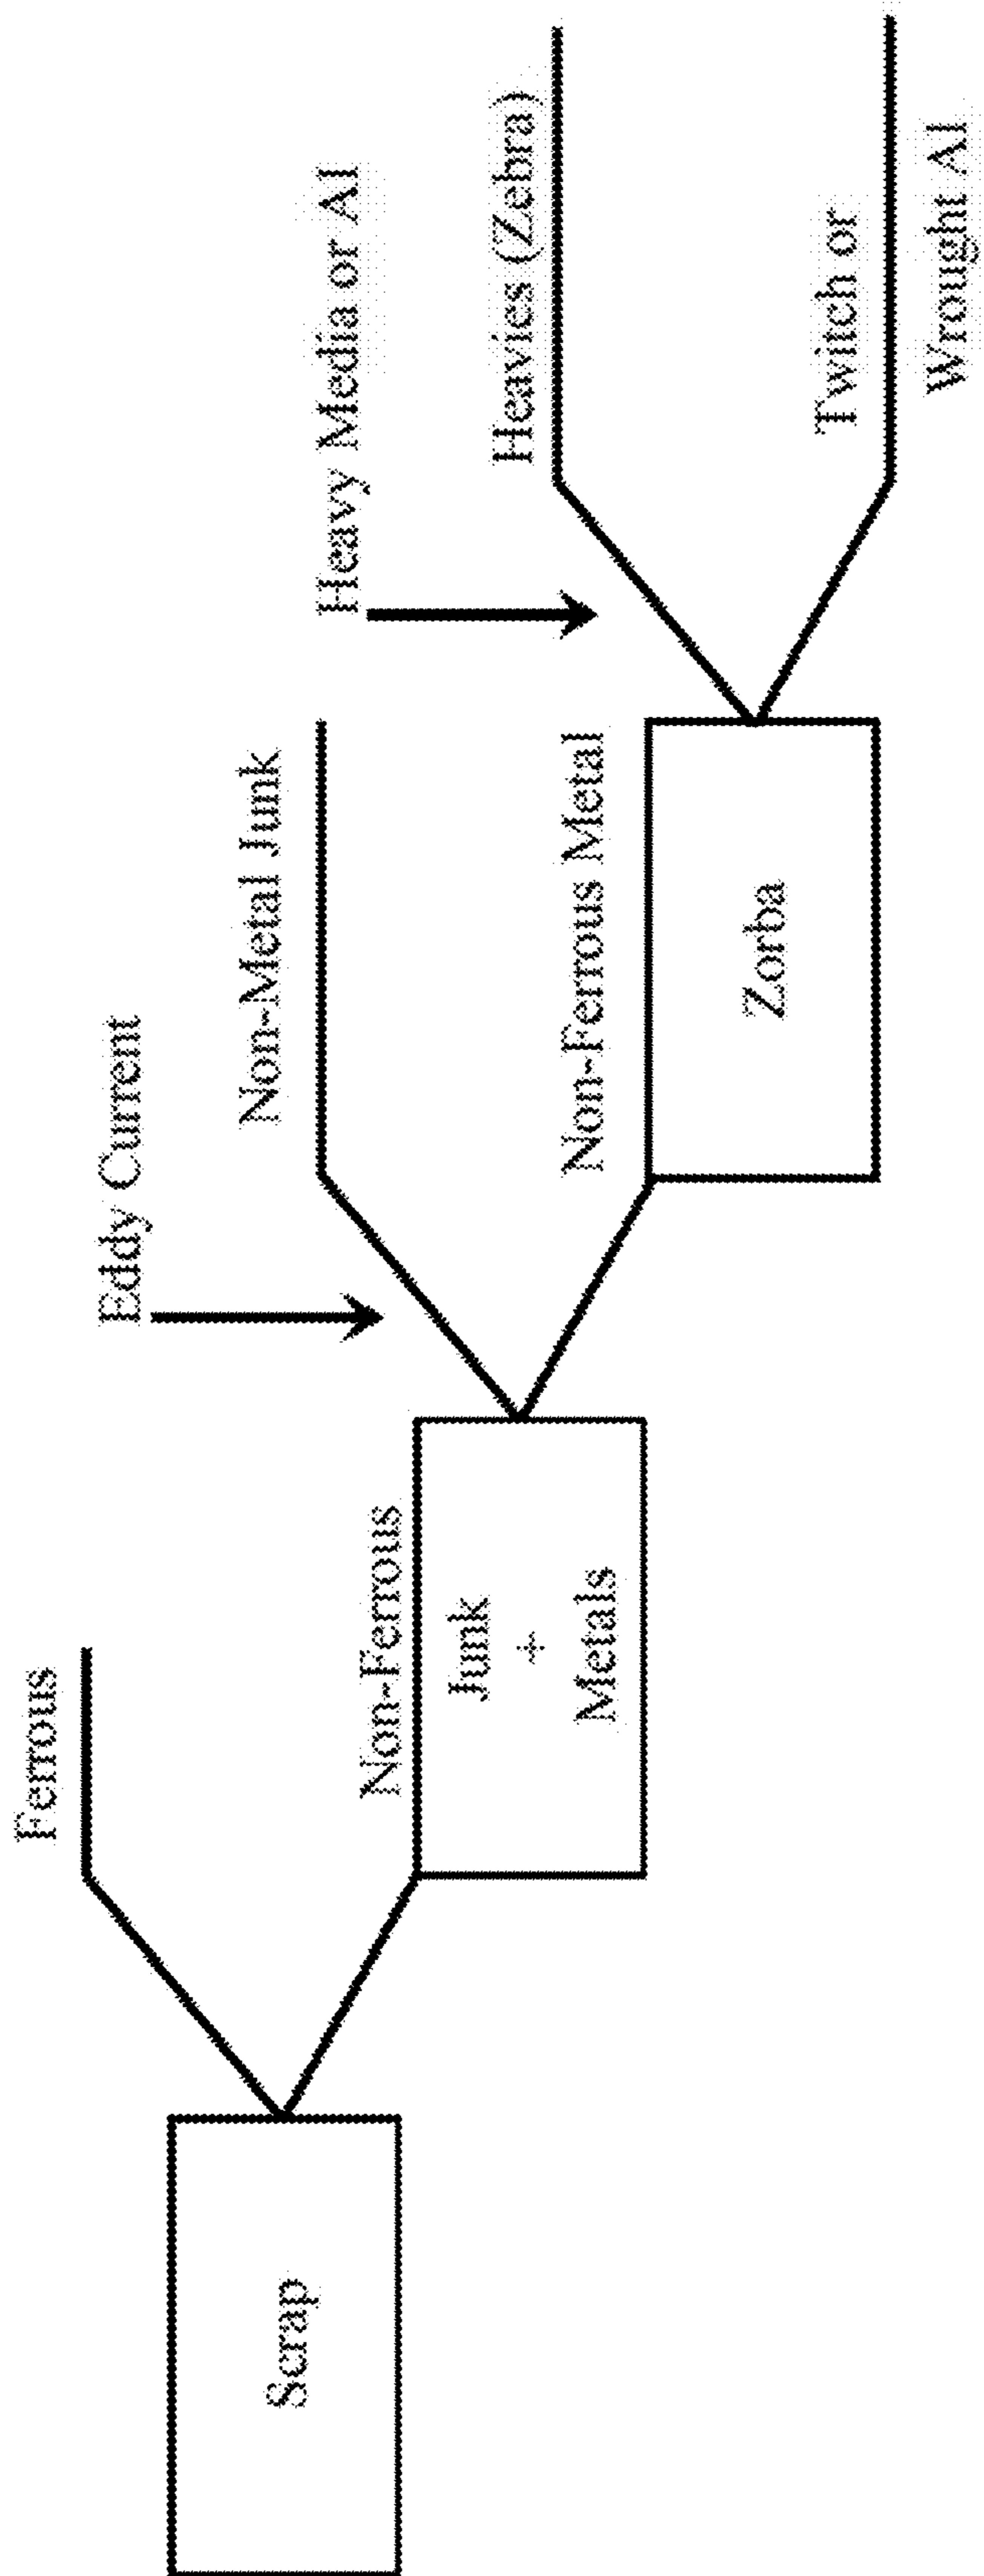 Scrap
Ferrous
Non-Ferrous
Junk
+
Metals
Eddy Current
Non-Metal Junk
Non-Ferrous Metal
Zorba
Heavy Media or AI
Heavies (Zebra)
Twitch or
Wrought Al